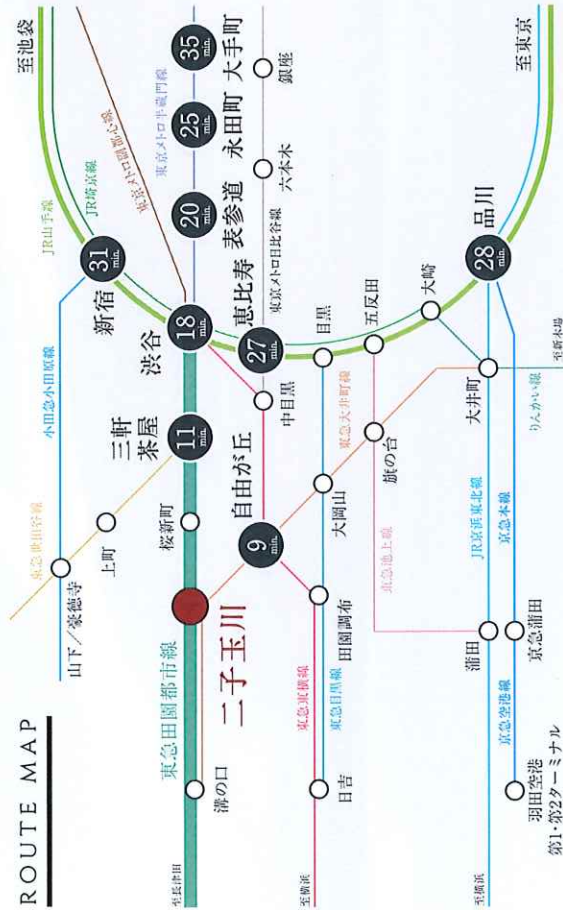 ROUTE MAP
至池袋
JR山手線
JR埼京線
東京メトロ副都心線
小田急小田原線
31 min.
新宿
東急世田谷線
山下/豪徳寺
上町
三軒
茶屋
11 min.
渋谷
18 min.
東京メトロ半蔵門線
20 min.
表参道
25 min.
永田町
35 min.
大手町
東急田園都市線
至長津田
溝の口
二子玉川
桜新町
自由が丘
9 min.
中目黒
恵比寿
27 min.
東京メトロ日比谷線
六本木
銀座
至横浜
日吉
東急東横線
東急目黒線
田園調布
大岡山
目黒
東急大井町線
旗の台
五反田
東急池上線
大崎
蒲田
JR京浜東北線
大井町
品川
28 min.
至東京
至横浜
羽田空港
第1・第2ターミナル
京急空港線
京急蒲田
京急本線
りんかい線
至新木場